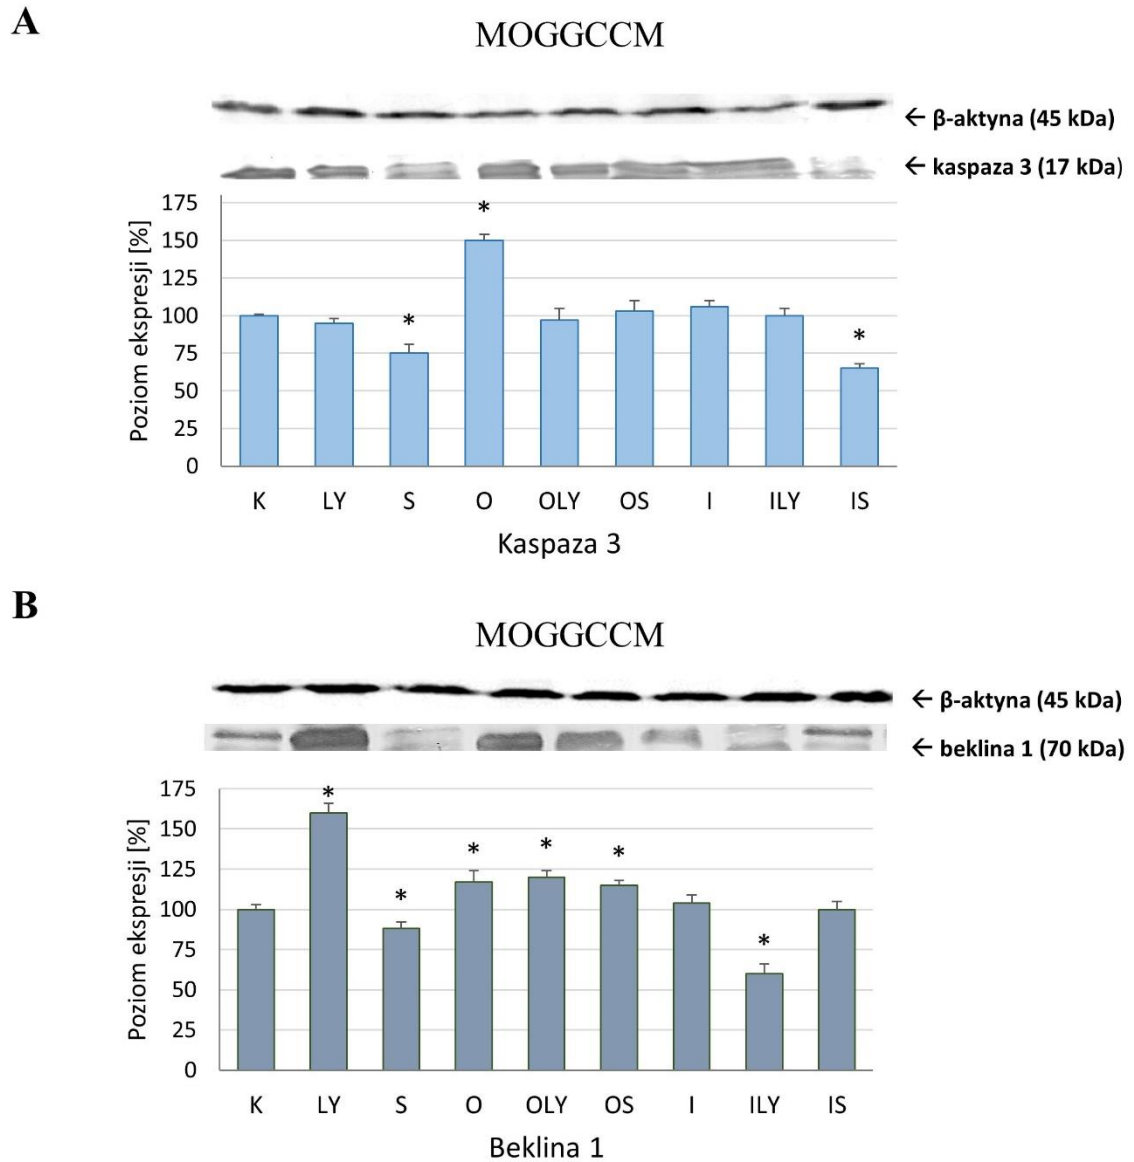 A
MOGGCCM
← β-aktyna (45 kDa)
← kaspaza 3 (17 kDa)
Poziom ekspresji [%]
175
150
125
100
75
50
25
0
*
*
*
K LY S O OLY OS I ILY IS
Kaspaza 3
B
MOGGCCM
← β-aktyna (45 kDa)
← beklina 1 (70 kDa)
Poziom ekspresji [%]
175
150
125
100
75
50
25
0
*
*
*
*
*
*
K LY S O OLY OS I ILY IS
Beklina 1